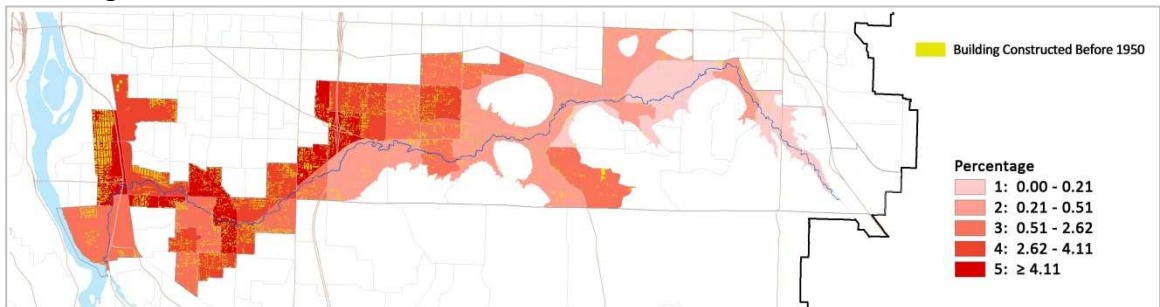 Building Constructed Before 1950
Percentage
1: 0.00 - 0.21
2: 0.21 - 0.51
3: 0.51 - 2.62
4: 2.62 - 4.11
5: ≥ 4.11